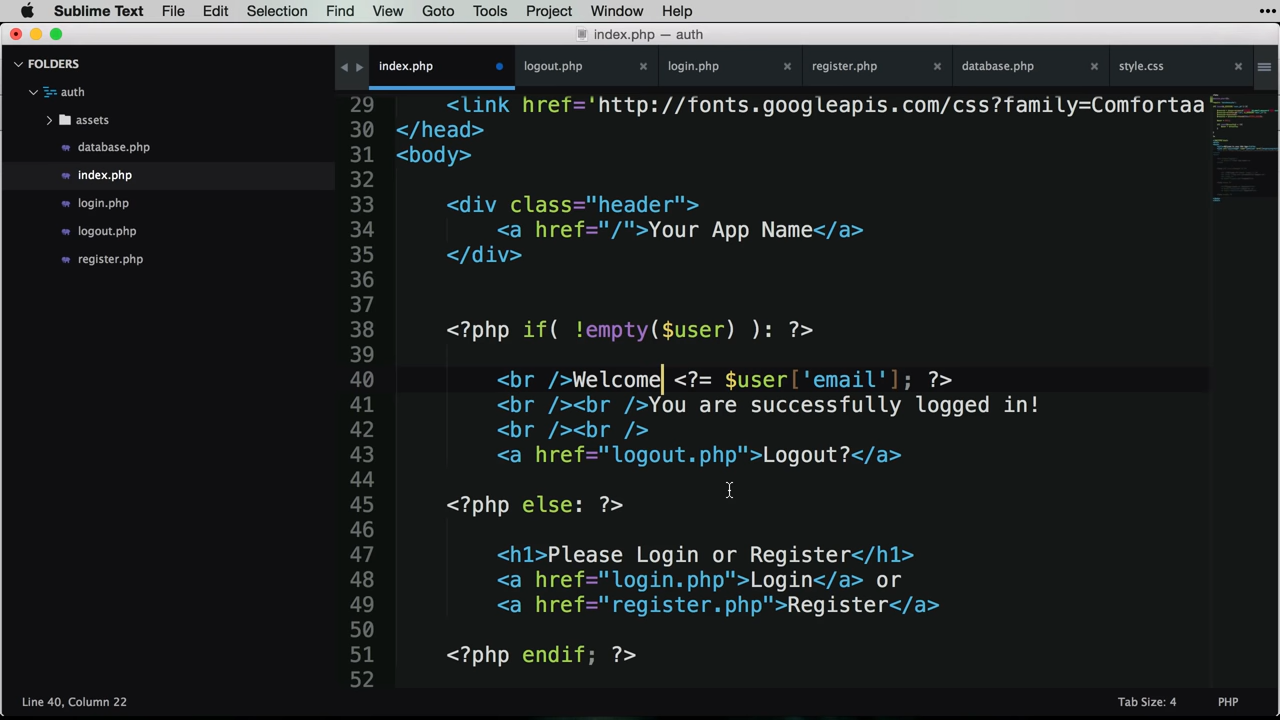 Sublime Text File Edit Selection Find View Goto Tools Project Window Help
index.php — auth
FOLDERS
auth
assets
database.php
index.php
login.php
logout.php
register.php
index.php logout.php login.php register.php database.php style.css
29 <link href='http://fonts.googleapis.com/css?family=Comfortaa
30 </head>
31 <body>
32
33 <div class="header">
34 <a href="/">Your App Name</a>
35 </div>
36
37
38 <?php if( !empty($user) ): ?>
39
40 <br />Welcome <?= $user['email']; ?>
41 <br /><br />You are successfully logged in!
42 <br /><br />
43 <a href="logout.php">Logout?</a>
44
45 <?php else: ?>
46
47 <h1>Please Login or Register</h1>
48 <a href="login.php">Login</a> or
49 <a href="register.php">Register</a>
50
51 <?php endif; ?>
52
Line 40, Column 22 Tab Size: 4 PHP